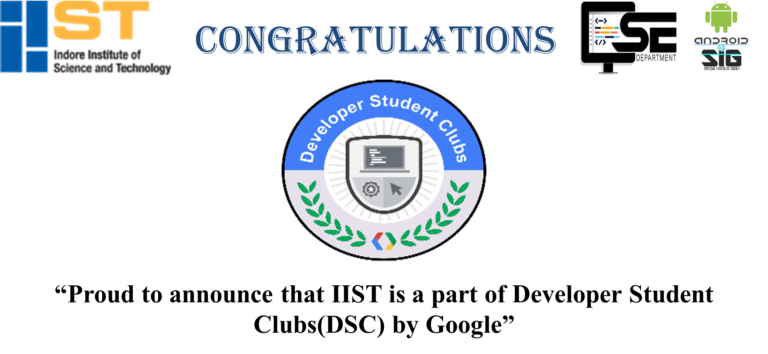 IIST
Indore Institute of
Science and Technology
CONGRATULATIONS
</>
</>
CSE
DEPARTMENT
ANDROID
SIG
Developer Student Clubs
“Proud to announce that IIST is a part of Developer Student
Clubs(DSC) by Google”